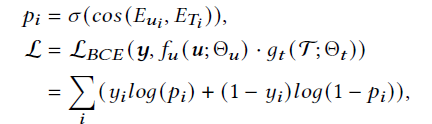 p_i = σ(cos(E_{u_i}, E_{T_i})),
ℒ = ℒ_{BCE}(y, f_u(u; Θ_u) · g_t(𝒯; Θ_t))
= ∑_i (y_i log(p_i) + (1 − y_i) log(1 − p_i)),